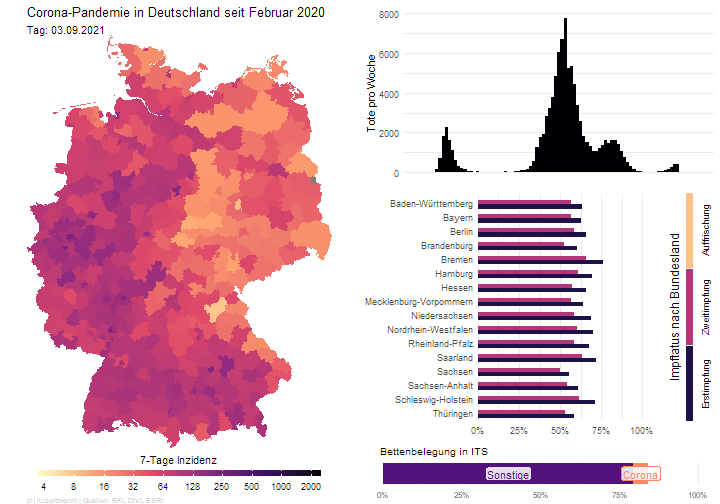 Corona-Pandemie in Deutschland seit Februar 2020
Tag: 03.09.2021
7-Tage Inzidenz
4 8 16 32 64 128 250 500 1000 2000
(c) /u/zeitbrennt | Quellen: RKI, DIVI, ESRI
Tote pro Woche
8000
6000
4000
2000
0
Baden-Württemberg
Bayern
Berlin
Brandenburg
Bremen
Hamburg
Hessen
Mecklenburg-Vorpommern
Niedersachsen
Nordrhein-Westfalen
Rheinland-Pfalz
Saarland
Sachsen
Sachsen-Anhalt
Schleswig-Holstein
Thüringen
0% 25% 50% 75% 100%
Impfstatus nach Bundesland
Auffrischung
Zweitimpfung
Erstimpfung
Bettenbelegung in ITS
Sonstige
Corona
0% 25% 50% 75% 100%